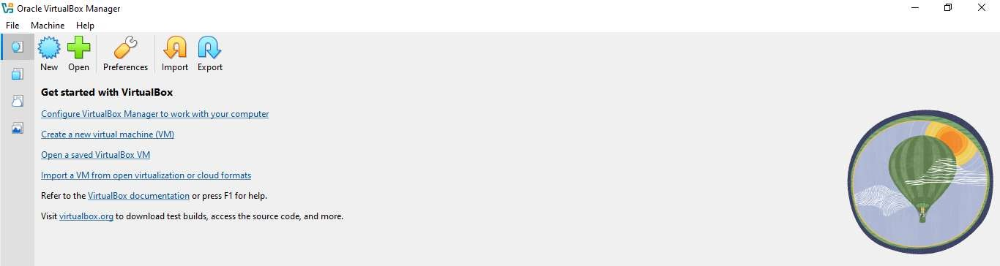 Oracle VirtualBox Manager
File Machine Help
New Open Preferences Import Export
Get started with VirtualBox
Configure VirtualBox Manager to work with your computer
Create a new virtual machine (VM)
Open a saved VirtualBox VM
Import a VM from open virtualization or cloud formats
Refer to the VirtualBox documentation or press F1 for help.
Visit virtualbox.org to download test builds, access the source code, and more.